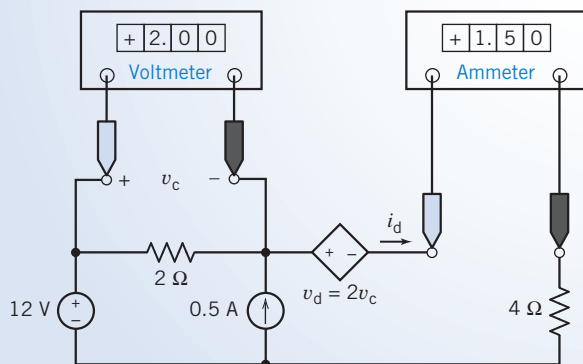 + 2. 0 0
Voltmeter
+ 1. 5 0
Ammeter
+ v_c −
2 Ω
+ −
i_d
v_d = 2v_c
12 V
+
−
0.5 A
4 Ω